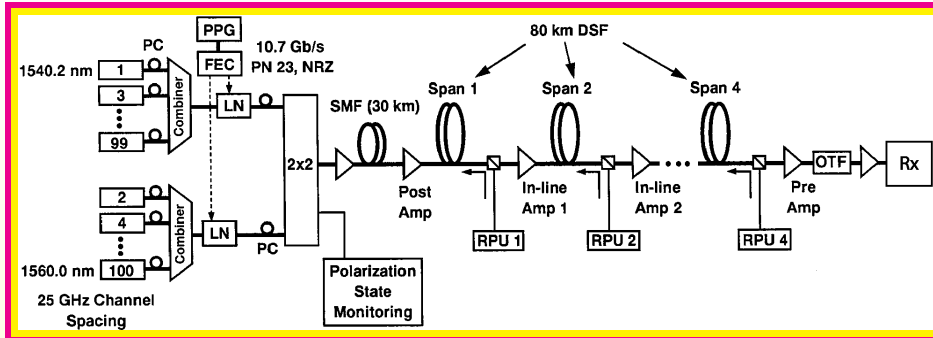 PPG
FEC
10.7 Gb/s
PN 23, NRZ
PC
1540.2 nm
1
3
99
Combiner
LN
2
4
1560.0 nm
100
Combiner
LN
PC
25 GHz Channel
Spacing
2x2
Polarization
State
Monitoring
SMF (30 km)
Post
Amp
80 km DSF
Span 1
Span 2
Span 4
In-line
Amp 1
In-line
Amp 2
RPU 1
RPU 2
RPU 4
Pre
Amp
OTF
Rx